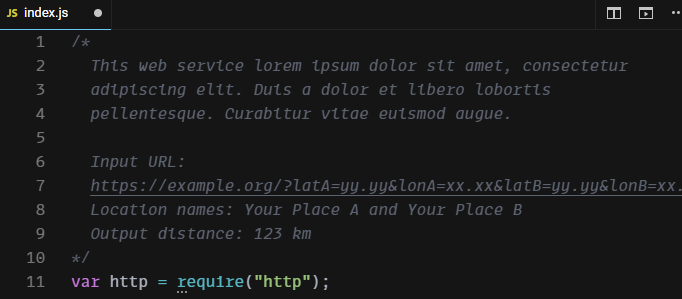 JS index.js
1 /*
2 This web service lorem ipsum dolor sit amet, consectetur
3 adipiscing elit. Duis a dolor et libero lobortis
4 pellentesque. Curabitur vitae euismod augue.
5
6 Input URL:
7 https://example.org/?latA=yy.yy&lonA=xx.xx&latB=yy.yy&lonB=xx.
8 Location names: Your Place A and Your Place B
9 Output distance: 123 km
10 */
11 var http = require("http");